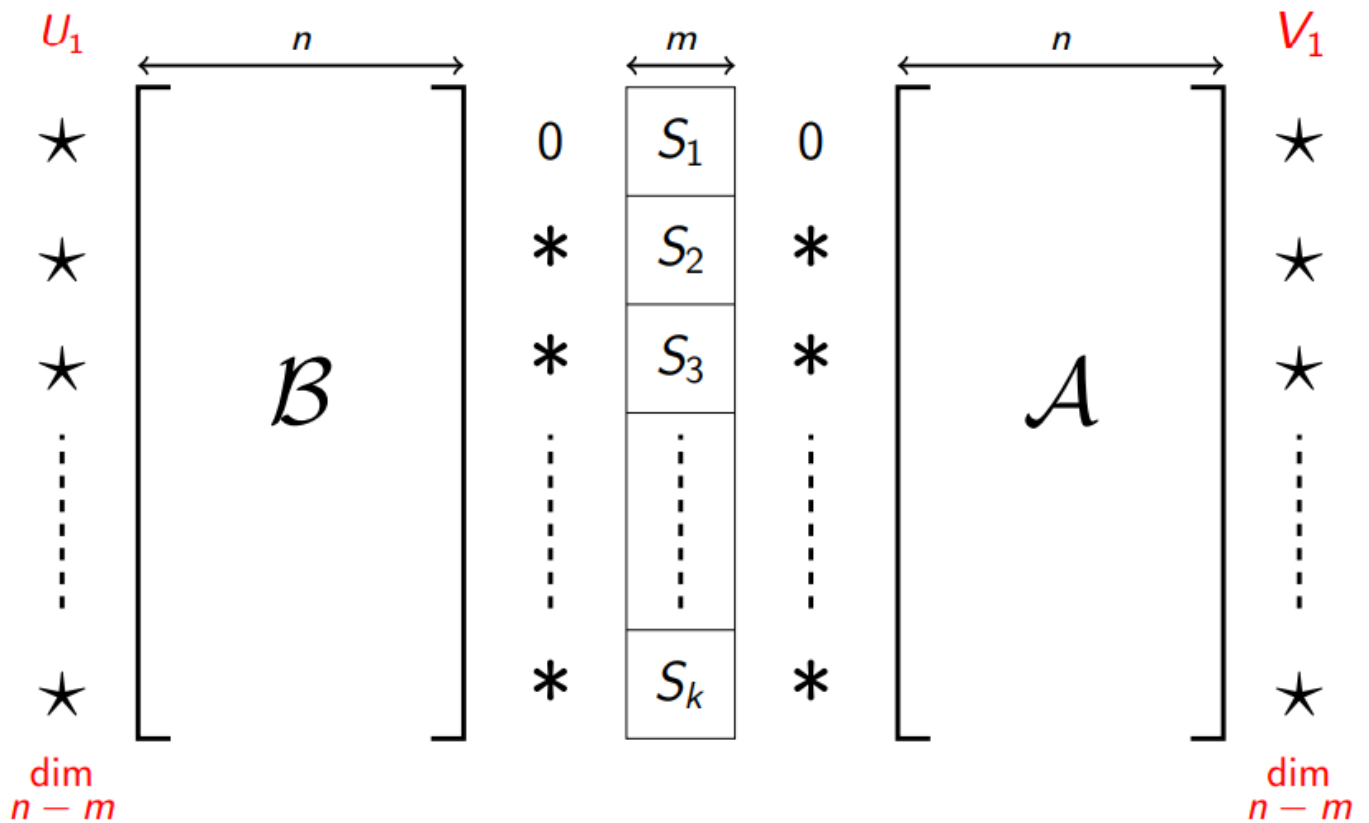 U₁ n m n V₁
★ 0 S₁ 0 ★
★ * S₂ * ★
★ * S₃ * ★
ℬ 𝒜
★ * Sₖ * ★
dim dim
n − m n − m